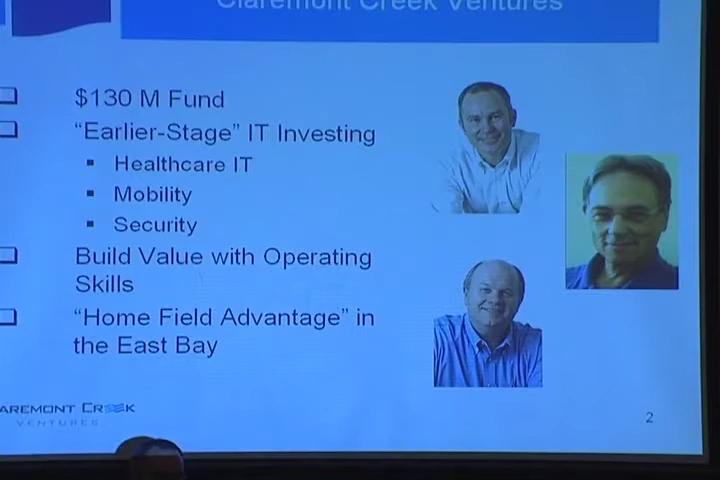 Claremont Creek Ventures
$130 M Fund
“Earlier-Stage” IT Investing
Healthcare IT
Mobility
Security
Build Value with Operating
Skills
“Home Field Advantage” in
the East Bay
AREMONT CREEK
VENTURES
2